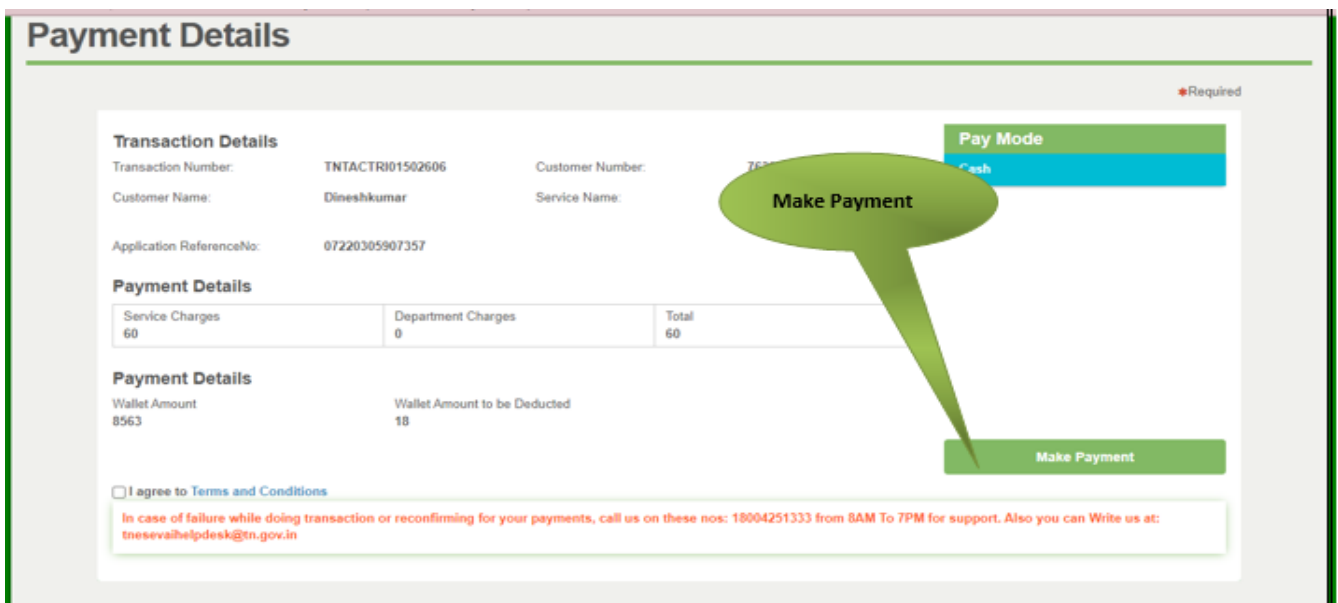 Payment Details
*Required
Transaction Details
Transaction Number: TNTACTRI01502606 Customer Number:
Customer Name: Dineshkumar Service Name:
Application ReferenceNo: 07220305907357
Pay Mode
Cash
Make Payment
Payment Details
Service Charges Department Charges Total
60 0 60
Payment Details
Wallet Amount Wallet Amount to be Deducted
8563 18
Make Payment
I agree to Terms and Conditions
In case of failure while doing transaction or reconfirming for your payments, call us on these nos: 18004251333 from 8AM To 7PM for support. Also you can Write us at:
tnesevaihelpdesk@tn.gov.in